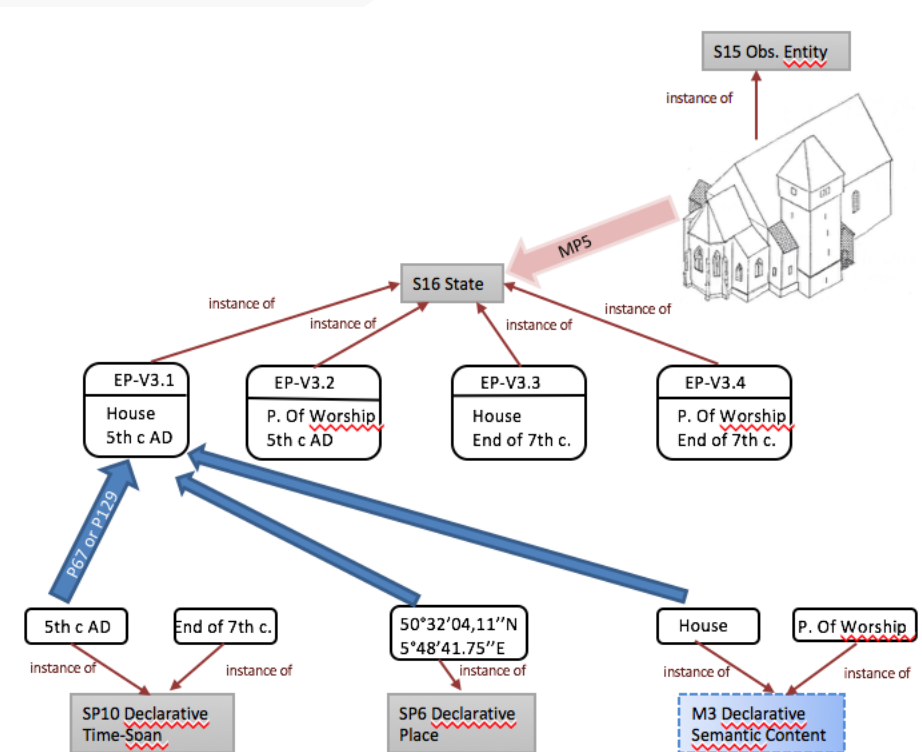 S15 Obs. Entity
instance of
MP5
S16 State
instance of
instance of
instance of
instance of
EP-V3.1
House
5th c AD
EP-V3.2
P. Of Worship
5th c AD
EP-V3.3
House
End of 7th c.
EP-V3.4
P. Of Worship
End of 7th c.
P67 or P129
5th c AD
End of 7th c.
50°32’04,11’’N
5°48’41.75’’E
House
P. Of Worship
instance of
instance of
instance of
instance of
instance of
SP10 Declarative
Time-Span
SP6 Declarative
Place
M3 Declarative
Semantic Content